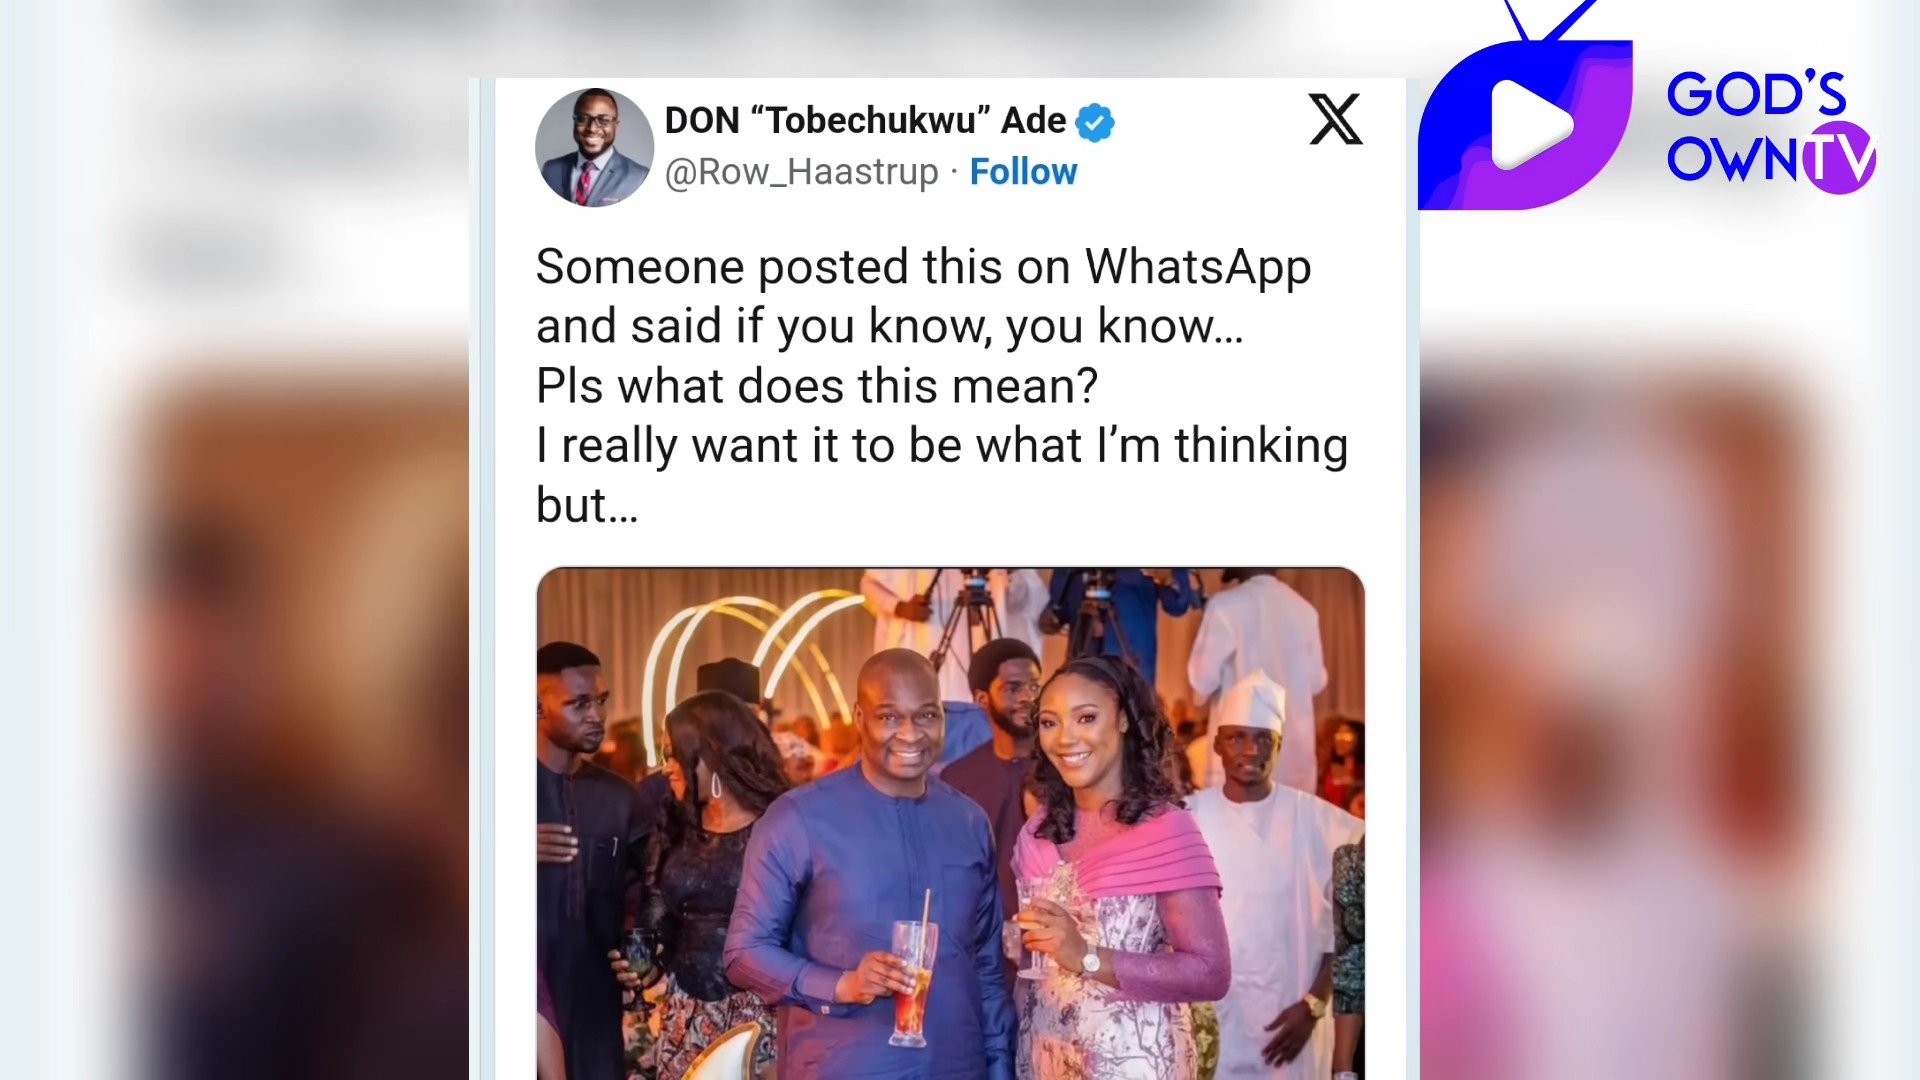 DON “Tobechukwu” Ade
@Row_Haastrup · Follow
Someone posted this on WhatsApp
and said if you know, you know…
Pls what does this mean?
I really want it to be what I’m thinking
but…
GOD’S
OWNTV